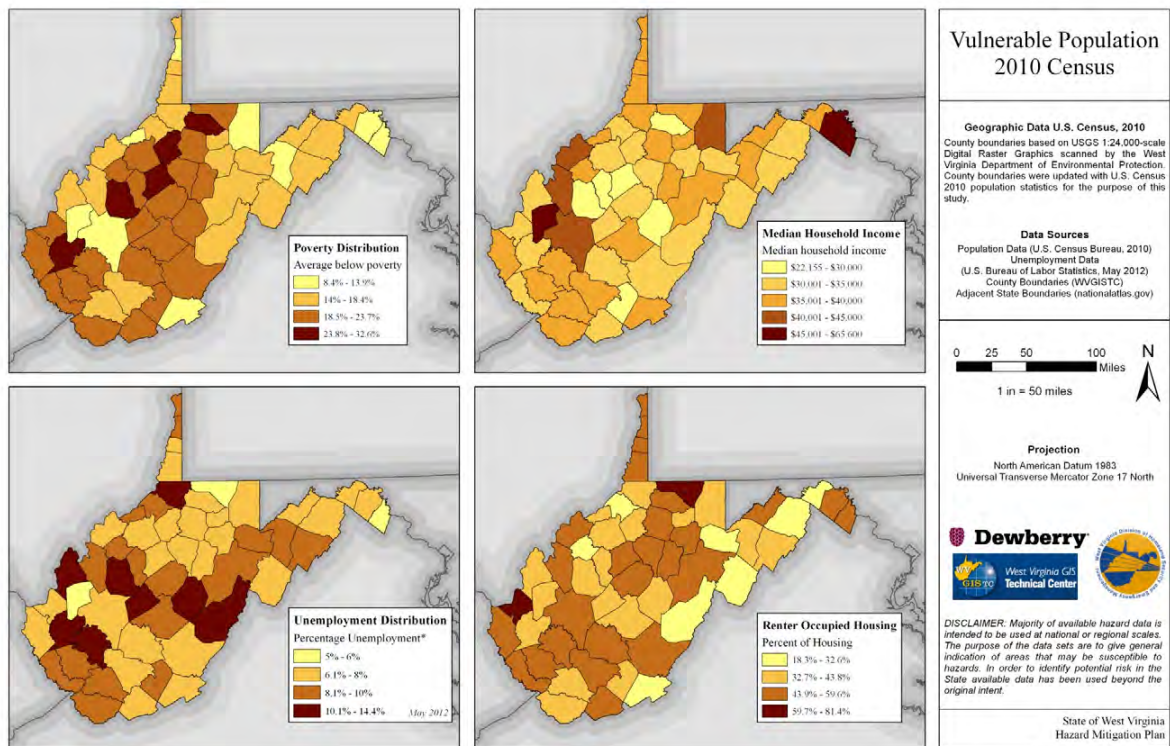 Poverty Distribution
Average below poverty
8.4% - 13.9%
14% - 18.4%
18.5% - 23.7%
23.8% - 32.6%
Median Household Income
Median household income
$22,155 - $30,000
$30,001 - $35,000
$35,001 - $40,000
$40,001 - $45,000
$45,001 - $65,600
Unemployment Distribution
Percentage Unemployment*
5% - 6%
6.1% - 8%
8.1% - 10%
10.1% - 14.4%
May 2012
Renter Occupied Housing
Percent of Housing
18.3% - 32.6%
32.7% - 43.8%
43.9% - 59.6%
59.7% - 81.4%
Vulnerable Population
2010 Census
Geographic Data U.S. Census, 2010
County boundaries based on USGS 1:24,000-scale
Digital Raster Graphics scanned by the West
Virginia Department of Environmental Protection.
County boundaries were updated with U.S. Census
2010 population statistics for the purpose of this
study.
Data Sources
Population Data (U.S. Census Bureau, 2010)
Unemployment Data
(U.S. Bureau of Labor Statistics, May 2012)
County Boundaries (WVGISTC)
Adjacent State Boundaries (nationalatlas.gov)
0 25 50 100
Miles
N
1 in = 50 miles
Projection
North American Datum 1983
Universal Transverse Mercator Zone 17 North
Dewberry
WV
GISTC
West Virginia GIS
Technical Center
DISCLAIMER: Majority of available hazard data is
intended to be used at national or regional scales.
The purpose of the data sets are to give general
indication of areas that may be susceptible to
hazards. In order to identify potential risk in the
State available data has been used beyond the
original intent.
State of West Virginia
Hazard Mitigation Plan